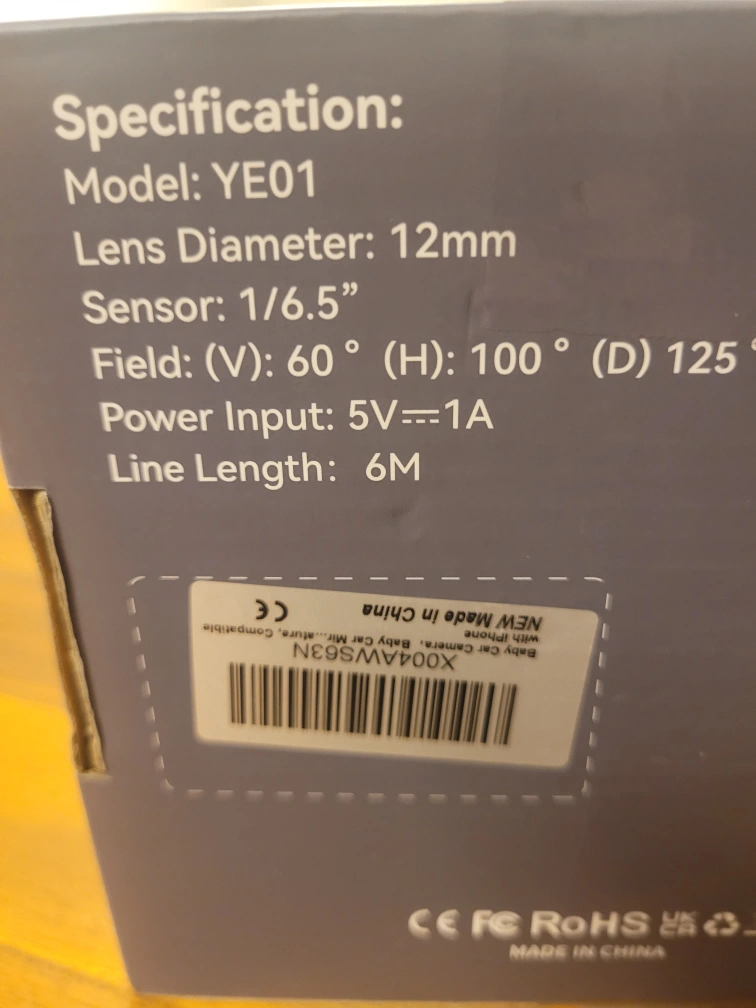 Specification:
Model: YE01
Lens Diameter: 12mm
Sensor: 1/6.5”
Field: (V): 60° (H): 100° (D) 125°
Power Input: 5V⎓1A
Line Length: 6M
X004AWS63N
Baby Car Camera, Baby Car Mir...ature, Compatible
with iPhone
NEW Made in China CE
CE FC RoHS UK CA
MADE IN CHINA